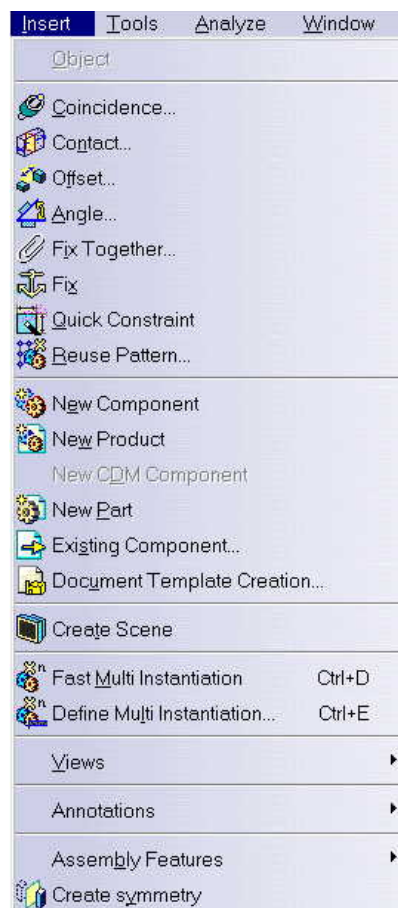 Insert Tools Analyze Window
Object
Coincidence...
Contact...
Offset...
Angle...
Fix Together...
Fix
Quick Constraint
Reuse Pattern...
New Component
New Product
New CDM Component
New Part
Existing Component...
Document Template Creation...
Create Scene
Fast Multi Instantiation Ctrl+D
Define Multi Instantiation... Ctrl+E
Views
Annotations
Assembly Features
Create symmetry